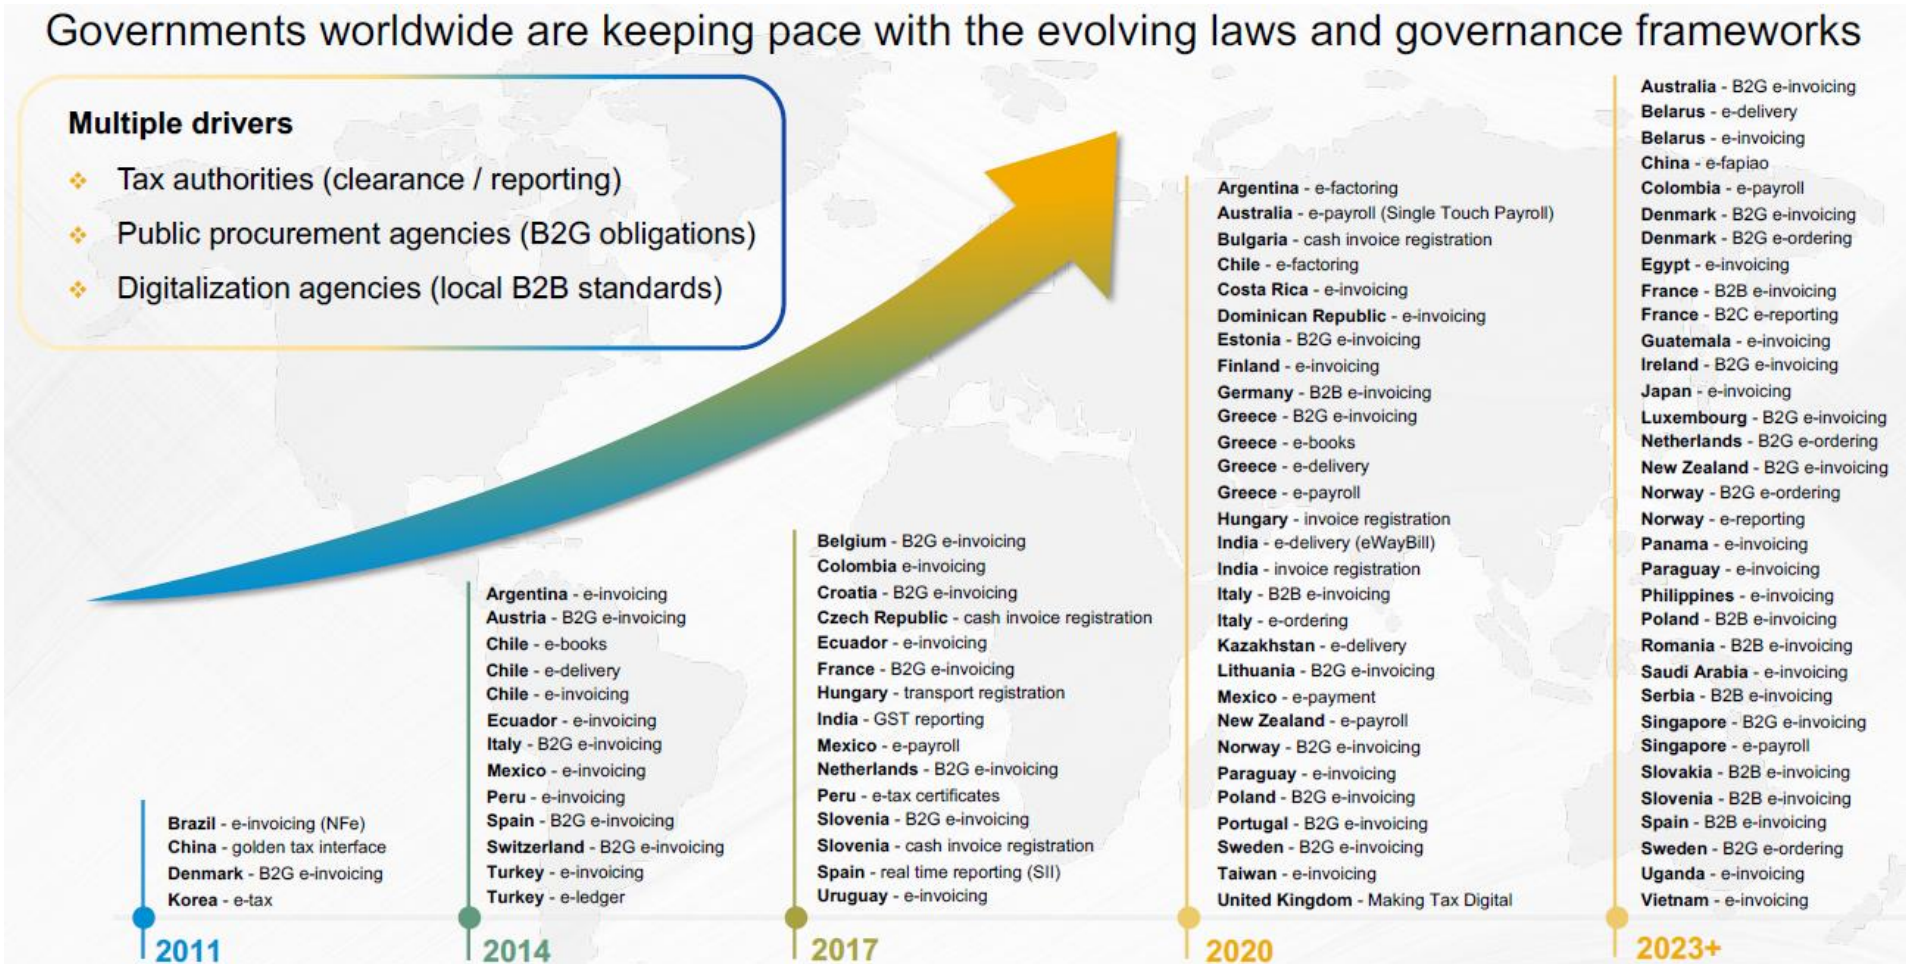 Governments worldwide are keeping pace with the evolving laws and governance frameworks
Multiple drivers
❖ Tax authorities (clearance / reporting)
❖ Public procurement agencies (B2G obligations)
❖ Digitalization agencies (local B2B standards)
Brazil - e-invoicing (NFe)
China - golden tax interface
Denmark - B2G e-invoicing
Korea - e-tax
2011
Argentina - e-invoicing
Austria - B2G e-invoicing
Chile - e-books
Chile - e-delivery
Chile - e-invoicing
Ecuador - e-invoicing
Italy - B2G e-invoicing
Mexico - e-invoicing
Peru - e-invoicing
Spain - B2G e-invoicing
Switzerland - B2G e-invoicing
Turkey - e-invoicing
Turkey - e-ledger
2014
Belgium - B2G e-invoicing
Colombia e-invoicing
Croatia - B2G e-invoicing
Czech Republic - cash invoice registration
Ecuador - e-invoicing
France - B2G e-invoicing
Hungary - transport registration
India - GST reporting
Mexico - e-payroll
Netherlands - B2G e-invoicing
Peru - e-tax certificates
Slovenia - B2G e-invoicing
Slovenia - cash invoice registration
Spain - real time reporting (SII)
Uruguay - e-invoicing
2017
Argentina - e-factoring
Australia - e-payroll (Single Touch Payroll)
Bulgaria - cash invoice registration
Chile - e-factoring
Costa Rica - e-invoicing
Dominican Republic - e-invoicing
Estonia - B2G e-invoicing
Finland - e-invoicing
Germany - B2B e-invoicing
Greece - B2G e-invoicing
Greece - e-books
Greece - e-delivery
Greece - e-payroll
Hungary - invoice registration
India - e-delivery (eWayBill)
India - invoice registration
Italy - B2B e-invoicing
Italy - e-ordering
Kazakhstan - e-delivery
Lithuania - B2G e-invoicing
Mexico - e-payment
New Zealand - e-payroll
Norway - B2G e-invoicing
Paraguay - e-invoicing
Poland - B2G e-invoicing
Portugal - B2G e-invoicing
Sweden - B2G e-invoicing
Taiwan - e-invoicing
United Kingdom - Making Tax Digital
2020
Australia - B2G e-invoicing
Belarus - e-delivery
Belarus - e-invoicing
China - e-fapiao
Colombia - e-payroll
Denmark - B2G e-invoicing
Denmark - B2G e-ordering
Egypt - e-invoicing
France - B2B e-invoicing
France - B2C e-reporting
Guatemala - e-invoicing
Ireland - B2G e-invoicing
Japan - e-invoicing
Luxembourg - B2G e-invoicing
Netherlands - B2G e-ordering
New Zealand - B2G e-invoicing
Norway - B2G e-ordering
Norway - e-reporting
Panama - e-invoicing
Paraguay - e-invoicing
Philippines - e-invoicing
Poland - B2B e-invoicing
Romania - B2B e-invoicing
Saudi Arabia - e-invoicing
Serbia - B2B e-invoicing
Singapore - B2G e-invoicing
Singapore - e-payroll
Slovakia - B2B e-invoicing
Slovenia - B2B e-invoicing
Spain - B2B e-invoicing
Sweden - B2G e-ordering
Uganda - e-invoicing
Vietnam - e-invoicing
2023+